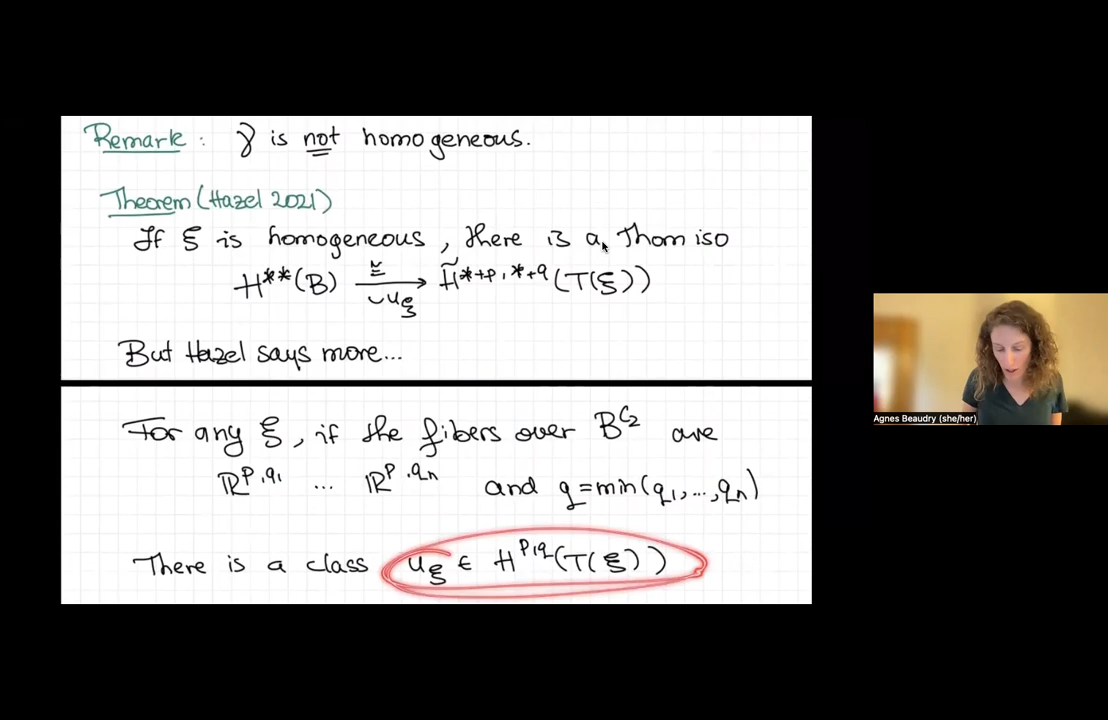 Remark : γ is not homogeneous.
Theorem (Hazel 2021)
If ξ is homogeneous, there is a Thom iso
H**(B) ≅→ ∪uξ H̃*+p,*+q(T(ξ))
But Hazel says more...
For any ξ, if the fibers over B^C₂ are
ℝ^p,q₁ ... ℝ^p,qₙ and q=min(q₁,...,qₙ)
There is a class uξ ∈ H^p,q(T(ξ))
Agnes Beaudry (she/her)